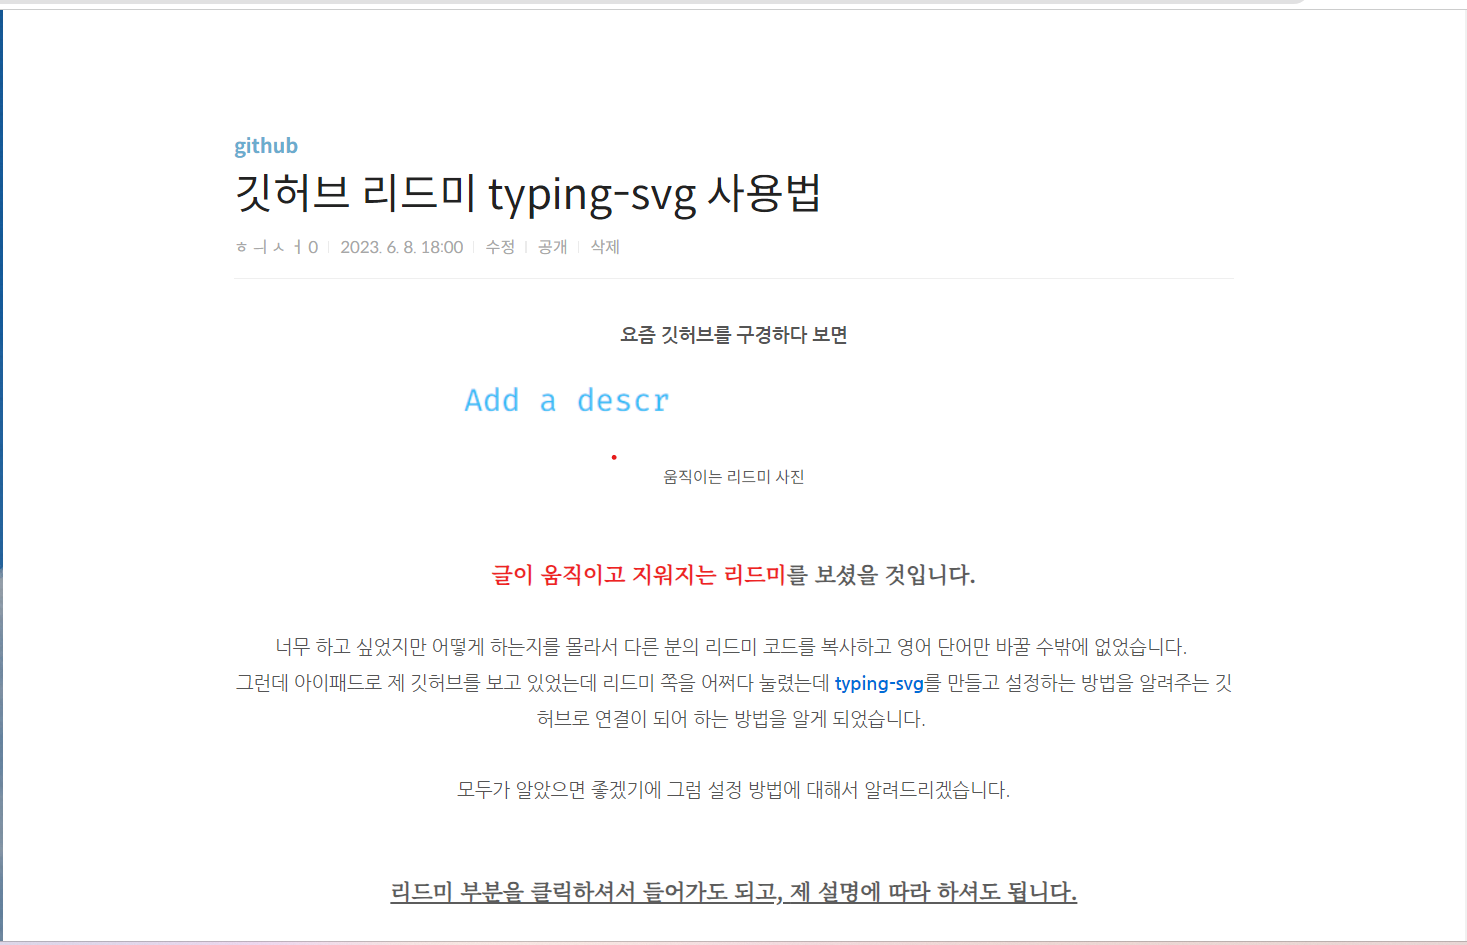 github
깃허브 리드미 typing-svg 사용법
ㅎ ㅢ ㅅ ㅓ 0 2023. 6. 8. 18:00 수정 공개 삭제
요즘 깃허브를 구경하다 보면
Add a descr
움직이는 리드미 사진
글이 움직이고 지워지는 리드미를 보셨을 것입니다.
너무 하고 싶었지만 어떻게 하는지를 몰라서 다른 분의 리드미 코드를 복사하고 영어 단어만 바꿀 수밖에 없었습니다.
그런데 아이패드로 제 깃허브를 보고 있었는데 리드미 쪽을 어쩌다 눌렸는데 typing-svg를 만들고 설정하는 방법을 알려주는 깃
허브로 연결이 되어 하는 방법을 알게 되었습니다.
모두가 알았으면 좋겠기에 그럼 설정 방법에 대해서 알려드리겠습니다.
리드미 부분을 클릭하셔서 들어가도 되고, 제 설명에 따라 하셔도 됩니다.